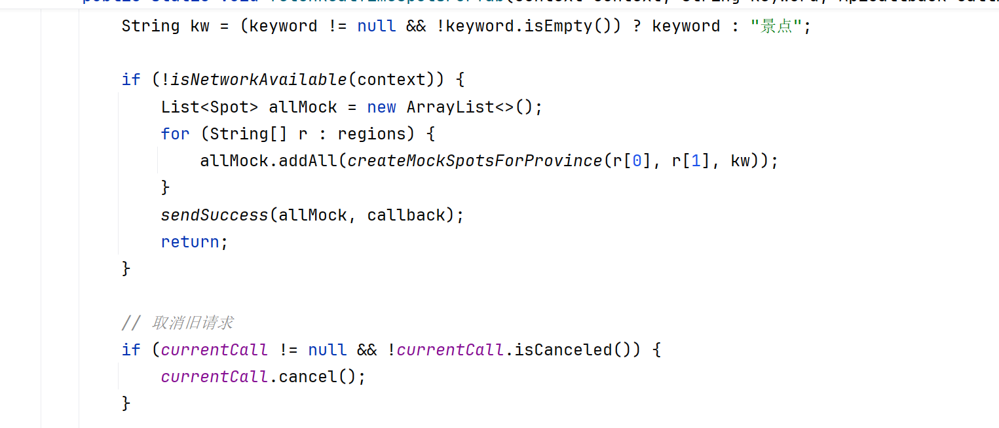 String kw = (keyword != null && !keyword.isEmpty()) ? keyword : "景点";
if (!isNetworkAvailable(context)) {
List<Spot> allMock = new ArrayList<>();
for (String[] r : regions) {
allMock.addAll(createMockSpotsForProvince(r[0], r[1], kw));
}
sendSuccess(allMock, callback);
return;
}
// 取消旧请求
if (currentCall != null && !currentCall.isCanceled()) {
currentCall.cancel();
}